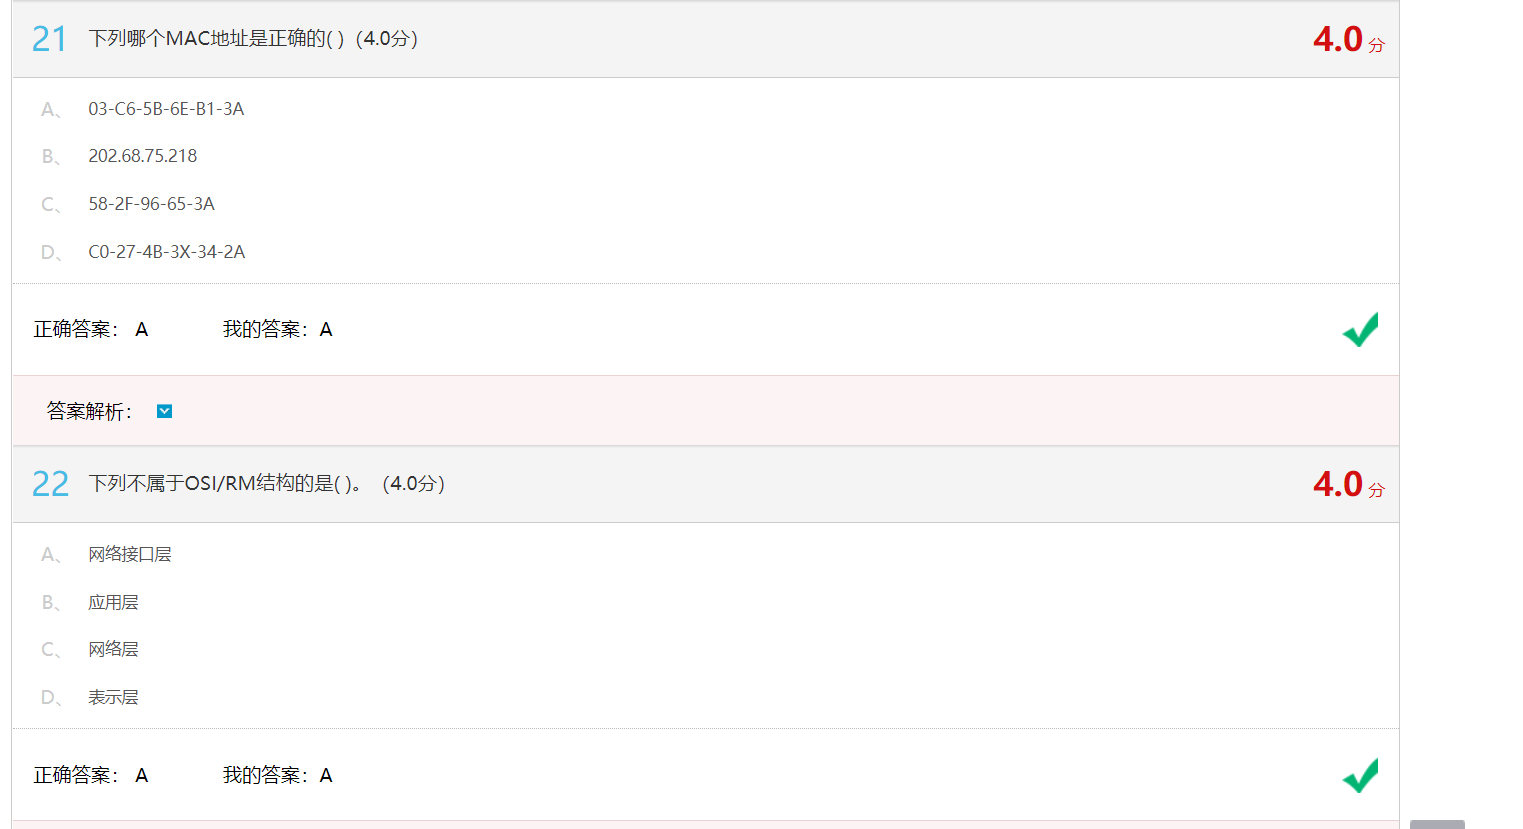 21 下列哪个MAC地址是正确的( )（4.0分） 4.0 分
A、 03-C6-5B-6E-B1-3A
B、 202.68.75.218
C、 58-2F-96-65-3A
D、 C0-27-4B-3X-34-2A
正确答案： A 我的答案：A
答案解析：
22 下列不属于OSI/RM结构的是( )。（4.0分） 4.0 分
A、 网络接口层
B、 应用层
C、 网络层
D、 表示层
正确答案： A 我的答案：A